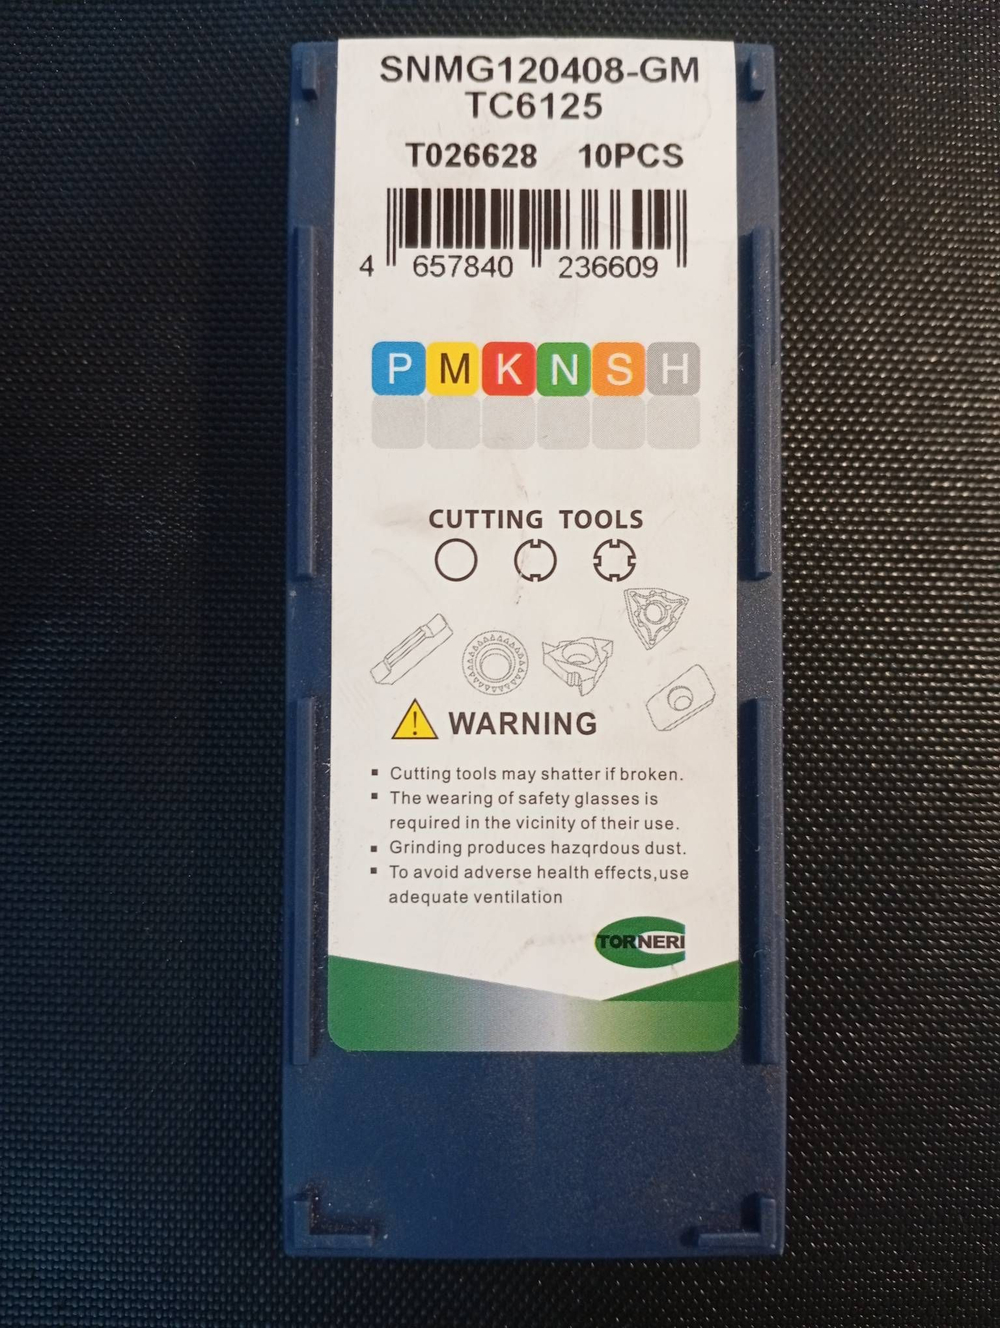 SNMG120408-GM
TC6125
T026628 10PCS
4 657840 236609
P M K N S H
CUTTING TOOLS
WARNING
▪ Cutting tools may shatter if broken.
▪ The wearing of safety glasses is
required in the vicinity of their use.
▪ Grinding produces hazqrdous dust.
▪ To avoid adverse health effects,use
adequate ventilation
TORNERI